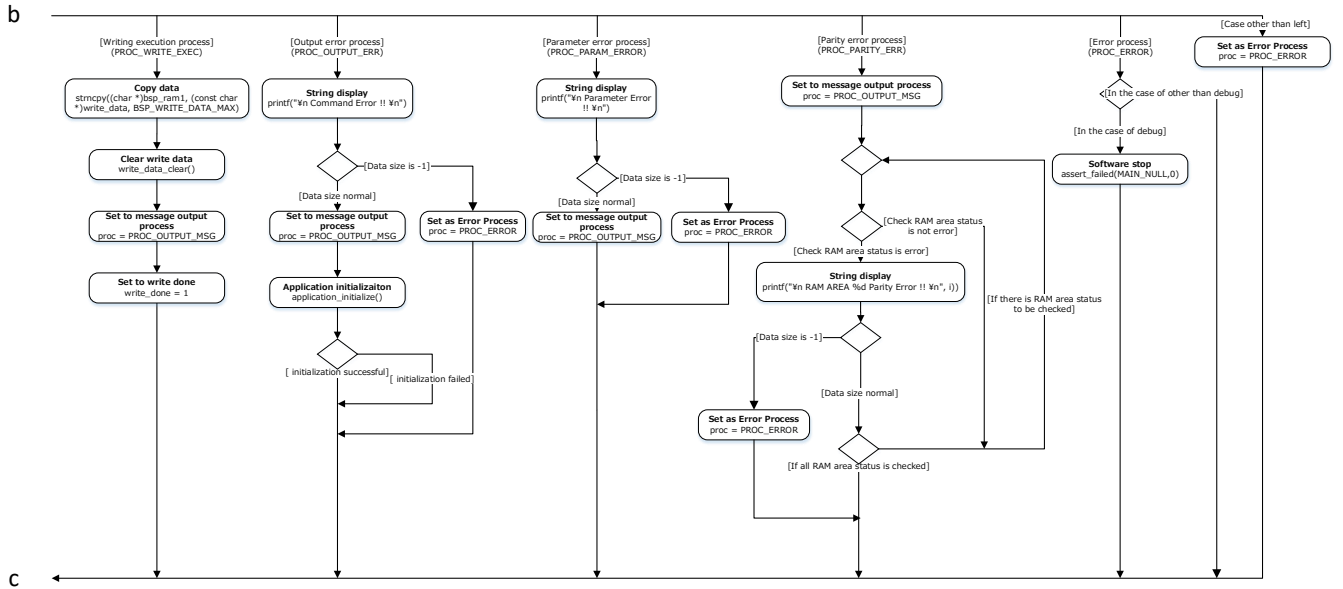 b
[Writing execution process]
(PROC_WRITE_EXEC)
Copy data
strncpy((char *)bsp_ram1, (const char
*)write_data, BSP_WRITE_DATA_MAX)
Clear write data
write_data_clear()
Set to message output
process
proc = PROC_OUTPUT_MSG
Set to write done
write_done = 1
[Output error process]
(PROC_OUTPUT_ERR)
String display
printf("¥n Command Error !! ¥n")
[Data size is -1]
[Data size normal]
Set to message output
process
proc = PROC_OUTPUT_MSG
Set as Error Process
proc = PROC_ERROR
Application initializaiton
application_initialize()
[ initialization successful]
[ initialization failed]
[Parameter error process]
(PROC_PARAM_ERROR)
String display
printf("¥n Parameter Error
!! ¥n")
[Data size is -1]
[Data size normal]
Set to message output
process
proc = PROC_OUTPUT_MSG
Set as Error Process
proc = PROC_ERROR
[Parity error process]
(PROC_PARITY_ERR)
Set to message output process
proc = PROC_OUTPUT_MSG
[Check RAM area status
is not error]
[Check RAM area status is error]
String display
printf("¥n RAM AREA %d Parity Error !! ¥n", i))
[If there is RAM area status
to be checked]
[Data size is -1]
[Data size normal]
Set as Error Process
proc = PROC_ERROR
[If all RAM area status is checked]
[Error process]
(PROC_ERROR)
[In the case of other than debug]
[In the case of debug]
Software stop
assert_failed(MAIN_NULL,0)
[Case other than left]
Set as Error Process
proc = PROC_ERROR
c